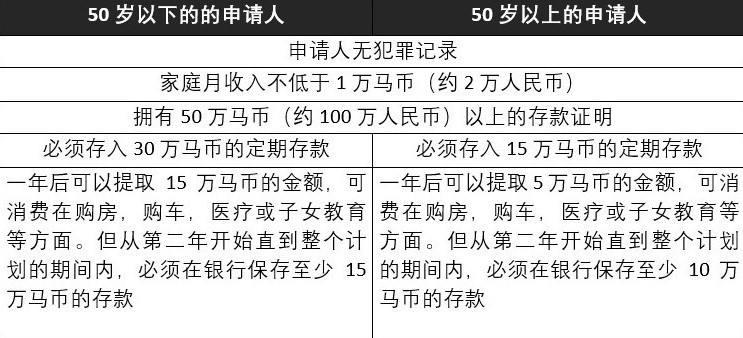 50 岁以下的的申请人
50 岁以上的申请人
申请人无犯罪记录
家庭月收入不低于 1 万马币（约 2 万人民币）
拥有 50 万马币（约 100 万人民币）以上的存款证明
必须存入 30 万马币的定期存款
必须存入 15 万马币的定期存款
一年后可以提取 15 万马币的金额，可
消费在购房，购车，医疗或子女教育
等方面。但从第二年开始直到整个计
划的期间内，必须在银行保存至少 15
万马币的存款
一年后可以提取 5 万马币的金额，可消
费在购房，购车，医疗或子女教育等
方面。但从第二年开始直到整个计划
的期间内，必须在银行保存至少 10 万
马币的存款